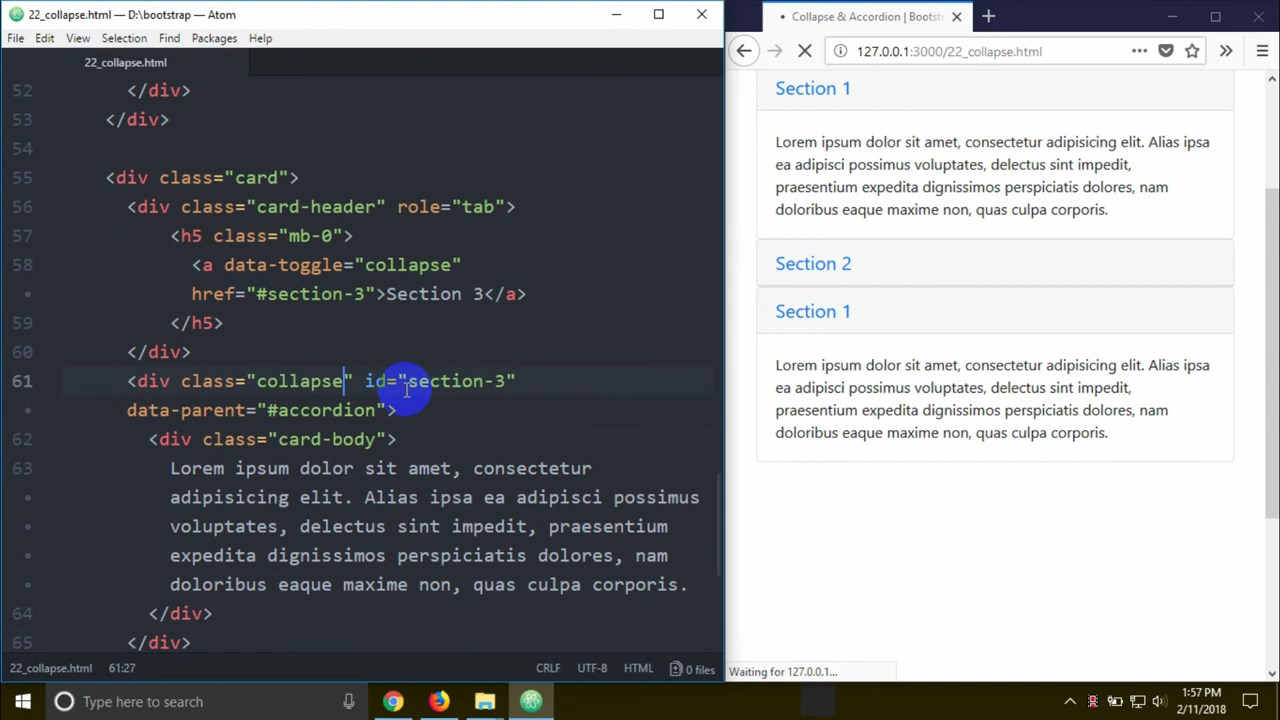 22_collapse.html — D:\bootstrap — Atom
File Edit View Selection Find Packages Help
22_collapse.html
52 </div>
53 </div>
54
55 <div class="card">
56 <div class="card-header" role="tab">
57 <h5 class="mb-0">
58 <a data-toggle="collapse"
• href="#section-3">Section 3</a>
59 </h5>
60 </div>
61 <div class="collapse" id="section-3"
• data-parent="#accordion">
62 <div class="card-body">
63 Lorem ipsum dolor sit amet, consectetur
• adipisicing elit. Alias ipsa ea adipisci possimus
• voluptates, delectus sint impedit, praesentium
• expedita dignissimos perspiciatis dolores, nam
• doloribus eaque maxime non, quas culpa corporis.
64 </div>
65 </div>
22_collapse.html 61:27 CRLF UTF-8 HTML 0 files
Collapse & Accordion | Bootst
127.0.0.1:3000/22_collapse.html
Section 1
Lorem ipsum dolor sit amet, consectetur adipisicing elit. Alias ipsa
ea adipisci possimus voluptates, delectus sint impedit,
praesentium expedita dignissimos perspiciatis dolores, nam
doloribus eaque maxime non, quas culpa corporis.
Section 2
Section 1
Lorem ipsum dolor sit amet, consectetur adipisicing elit. Alias ipsa
ea adipisci possimus voluptates, delectus sint impedit,
praesentium expedita dignissimos perspiciatis dolores, nam
doloribus eaque maxime non, quas culpa corporis.
Waiting for 127.0.0.1...
Type here to search
1:57 PM
2/11/2018